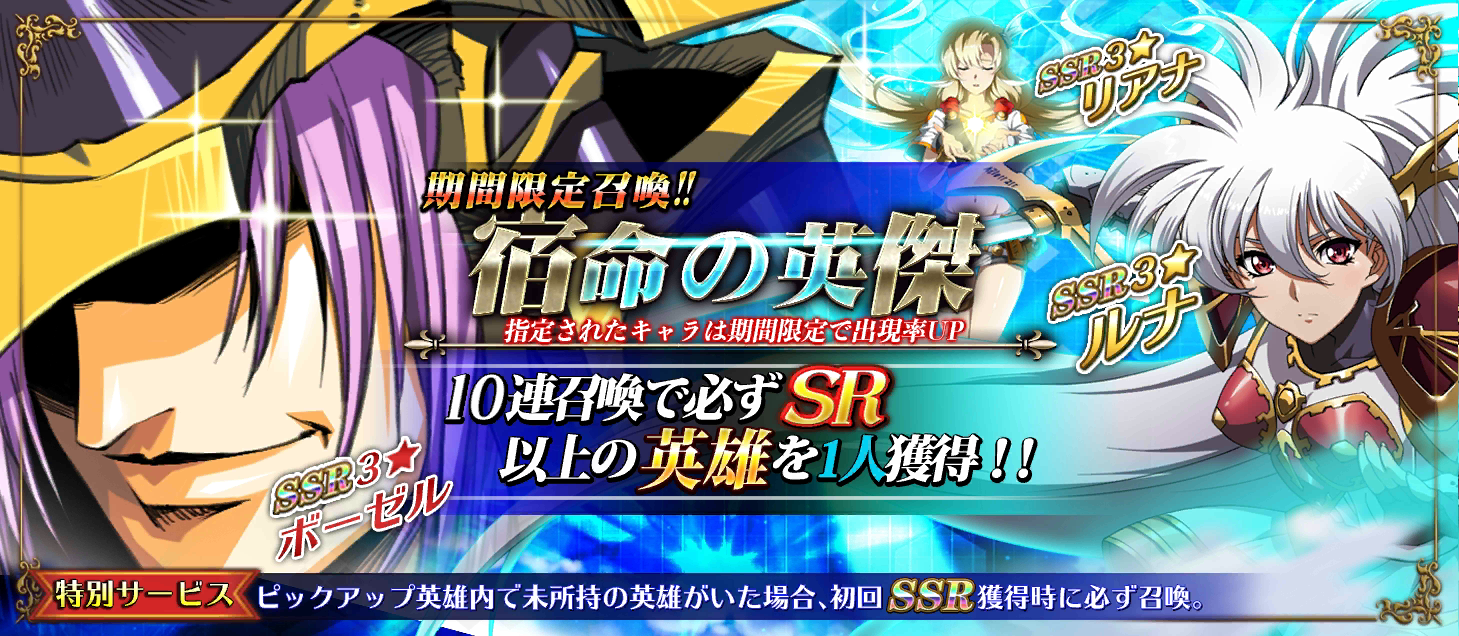 SSR3★
リアナ
期間限定召喚!!
宿命の英傑
SSR3★
ルナ
指定されたキャラは期間限定で出現率UP
10連召喚で必ずSR
以上の英雄を1人獲得!!
SSR3★
ボーゼル
特別サービス ピックアップ英雄内で未所持の英雄がいた場合、初回SSR獲得時に必ず召喚。